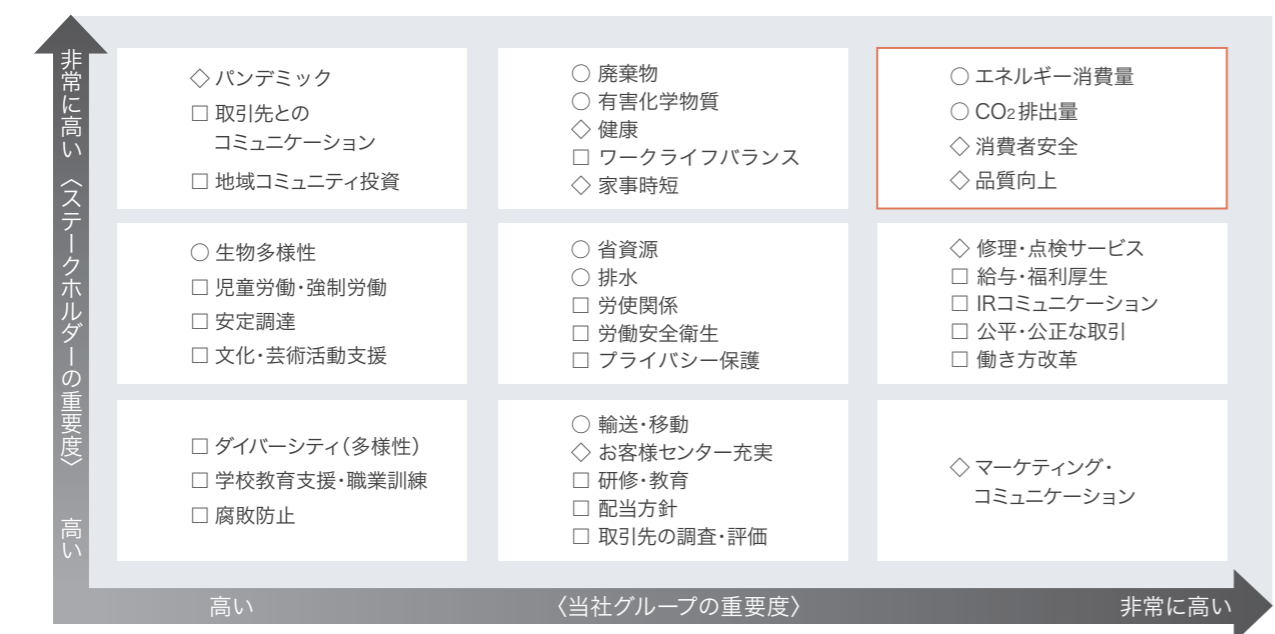 非常に高い 〈ステークホルダーの重要度〉 高い
◇ パンデミック
□ 取引先との
コミュニケーション
□ 地域コミュニティ投資
○ 廃棄物
○ 有害化学物質
◇ 健康
□ ワークライフバランス
◇ 家事時短
○ エネルギー消費量
○ CO2排出量
◇ 消費者安全
◇ 品質向上
○ 生物多様性
□ 児童労働・強制労働
□ 安定調達
□ 文化・芸術活動支援
○ 省資源
○ 排水
□ 労使関係
□ 労働安全衛生
□ プライバシー保護
◇ 修理・点検サービス
□ 給与・福利厚生
□ IRコミュニケーション
□ 公平・公正な取引
□ 働き方改革
□ ダイバーシティ(多様性)
□ 学校教育支援・職業訓練
□ 腐敗防止
○ 輸送・移動
◇ お客様センター充実
□ 研修・教育
□ 配当方針
□ 取引先の調査・評価
◇ マーケティング・
コミュニケーション
高い 〈当社グループの重要度〉 非常に高い